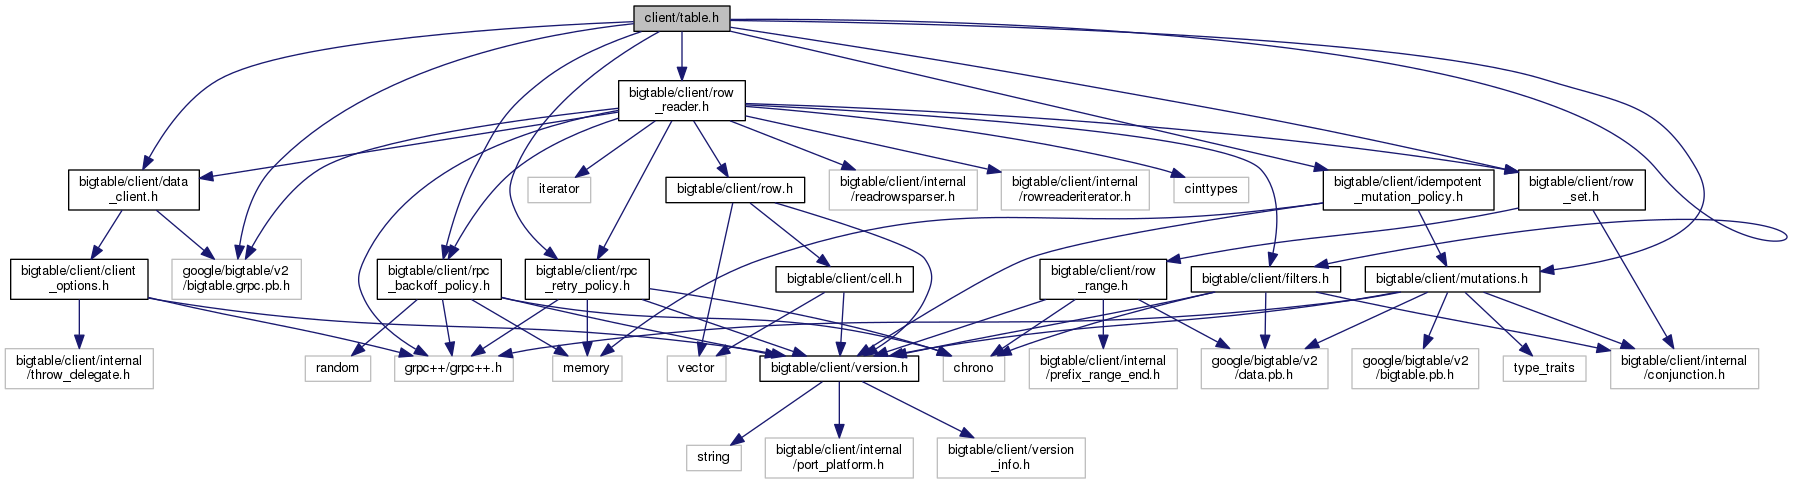 client/table.h
bigtable/client/row
_reader.h
bigtable/client/data
_client.h
iterator
bigtable/client/row.h
bigtable/client/internal
/readrowsparser.h
bigtable/client/internal
/rowreaderiterator.h
cinttypes
bigtable/client/idempotent
_mutation_policy.h
bigtable/client/row
_set.h
bigtable/client/client
_options.h
google/bigtable/v2
/bigtable.grpc.pb.h
bigtable/client/rpc
_backoff_policy.h
bigtable/client/rpc
_retry_policy.h
bigtable/client/cell.h
bigtable/client/row
_range.h
bigtable/client/filters.h
bigtable/client/mutations.h
bigtable/client/internal
/throw_delegate.h
random
grpc++/grpc++.h
memory
vector
bigtable/client/version.h
chrono
bigtable/client/internal
/prefix_range_end.h
google/bigtable/v2
/data.pb.h
google/bigtable/v2
/bigtable.pb.h
type_traits
bigtable/client/internal
/conjunction.h
string
bigtable/client/internal
/port_platform.h
bigtable/client/version
_info.h